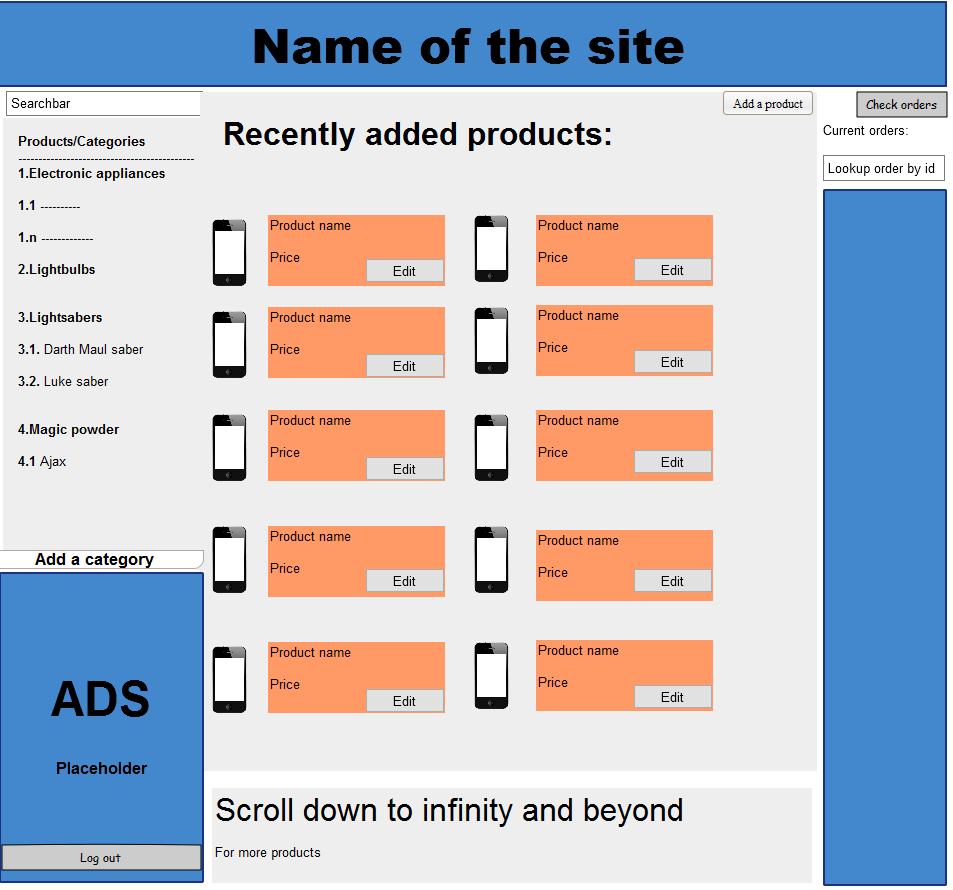 Name of the site
Searchbar
Add a product
Check orders
Recently added products:
Current orders:
Lookup order by id
Products/Categories
--------------------------------------------
1.Electronic appliances
1.1 ----------
1.n -------------
2.Lightbulbs
3.Lightsabers
3.1. Darth Maul saber
3.2. Luke saber
4.Magic powder
4.1 Ajax
Add a category
ADS
Placeholder
Log out
Product name
Price
Edit
Product name
Price
Edit
Product name
Price
Edit
Product name
Price
Edit
Product name
Price
Edit
Product name
Price
Edit
Product name
Price
Edit
Product name
Price
Edit
Product name
Price
Edit
Product name
Price
Edit
Scroll down to infinity and beyond
For more products